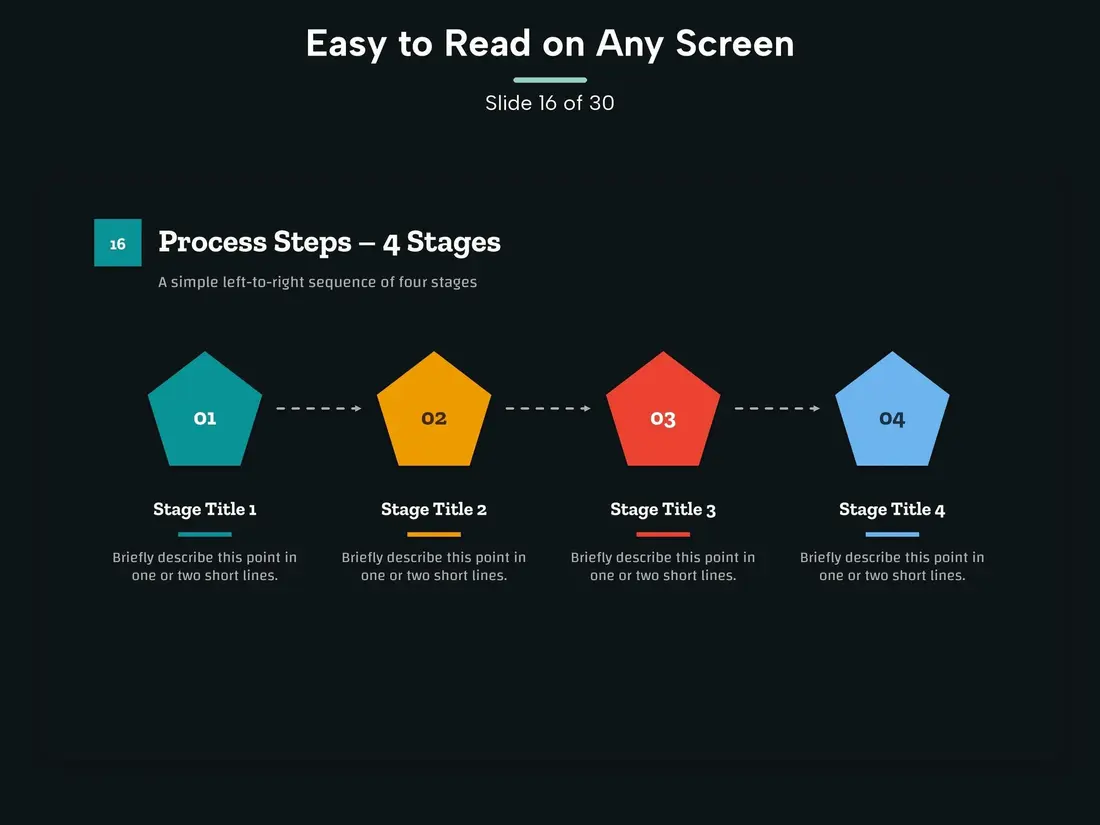 Easy to Read on Any Screen
Slide 16 of 30
16
Process Steps – 4 Stages
A simple left-to-right sequence of four stages
01
02
03
04
Stage Title 1
Stage Title 2
Stage Title 3
Stage Title 4
Briefly describe this point in
one or two short lines.
Briefly describe this point in
one or two short lines.
Briefly describe this point in
one or two short lines.
Briefly describe this point in
one or two short lines.